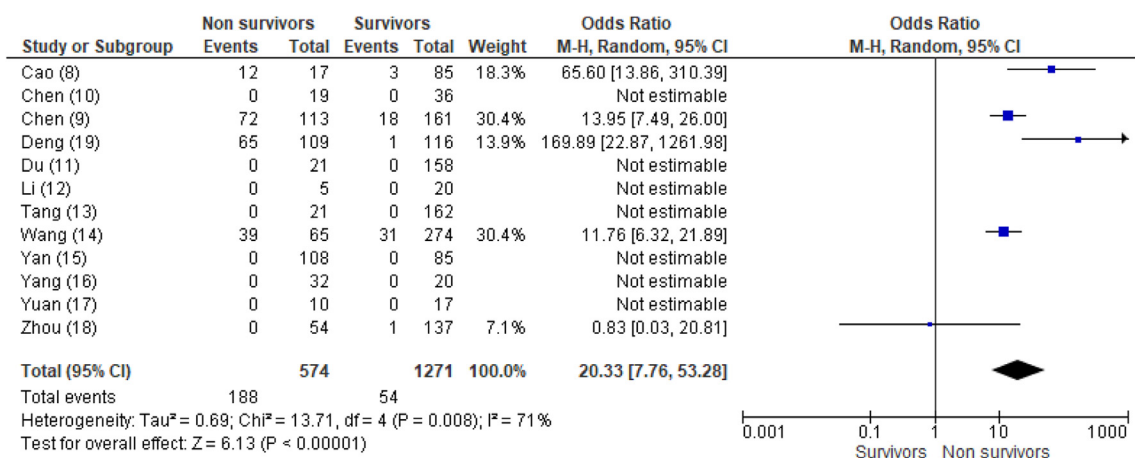 Non survivors Survivors Odds Ratio Odds Ratio
Study or Subgroup Events Total Events Total Weight M-H, Random, 95% CI M-H, Random, 95% CI
Cao (8) 12 17 3 85 18.3% 65.60 [13.86, 310.39]
Chen (10) 0 19 0 36 Not estimable
Chen (9) 72 113 18 161 30.4% 13.95 [7.49, 26.00]
Deng (19) 65 109 1 116 13.9% 169.89 [22.87, 1261.98]
Du (11) 0 21 0 158 Not estimable
Li (12) 0 5 0 20 Not estimable
Tang (13) 0 21 0 162 Not estimable
Wang (14) 39 65 31 274 30.4% 11.76 [6.32, 21.89]
Yan (15) 0 108 0 85 Not estimable
Yang (16) 0 32 0 20 Not estimable
Yuan (17) 0 10 0 17 Not estimable
Zhou (18) 0 54 1 137 7.1% 0.83 [0.03, 20.81]
Total (95% CI) 574 1271 100.0% 20.33 [7.76, 53.28]
Total events 188 54
Heterogeneity: Tau² = 0.69; Chi² = 13.71, df = 4 (P = 0.008); I² = 71%
Test for overall effect: Z = 6.13 (P < 0.00001)
0.001 0.1 1 10 1000
Survivors Non survivors